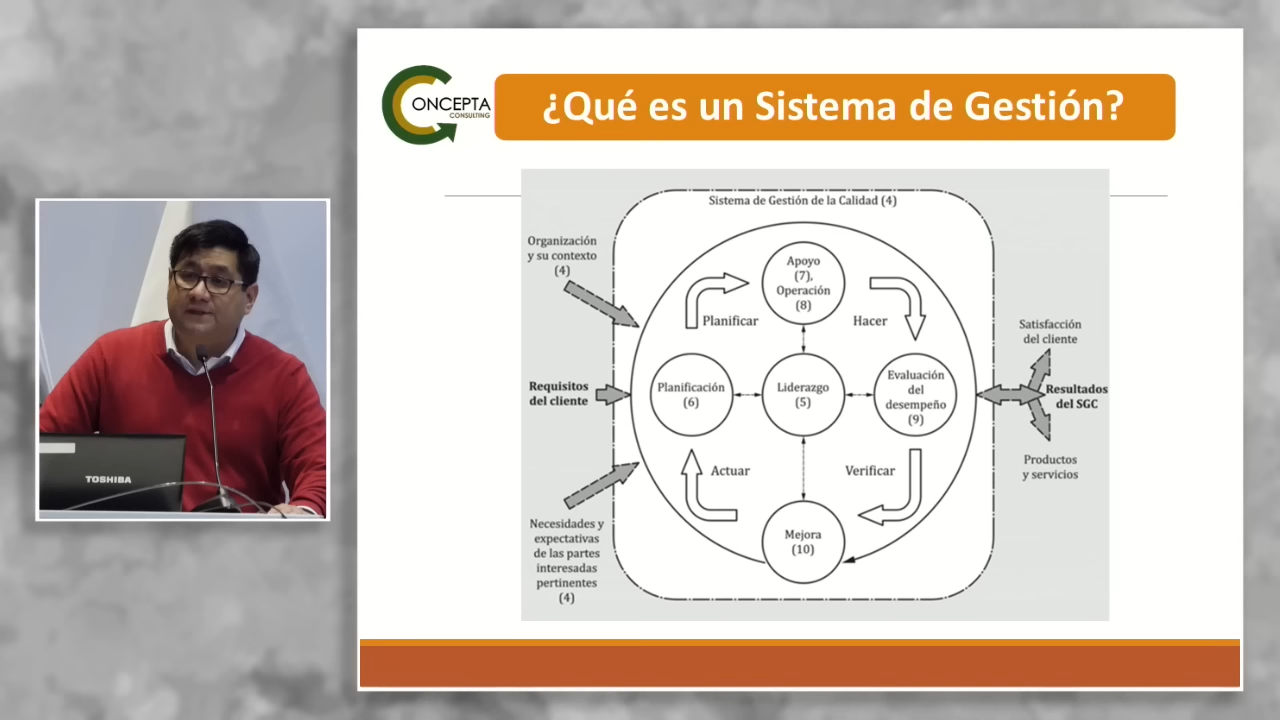 ONCEPTA
CONSULTING
¿Qué es un Sistema de Gestión?
Sistema de Gestión de la Calidad (4)
Organización
y su contexto
(4)
Requisitos
del cliente
Necesidades y
expectativas
de las partes
interesadas
pertinentes
(4)
Apoyo
(7),
Operación
(8)
Planificar
Hacer
Planificación
(6)
Liderazgo
(5)
Evaluación
del
desempeño
(9)
Actuar
Verificar
Mejora
(10)
Satisfacción
del cliente
Resultados
del SGC
Productos
y servicios
TOSHIBA